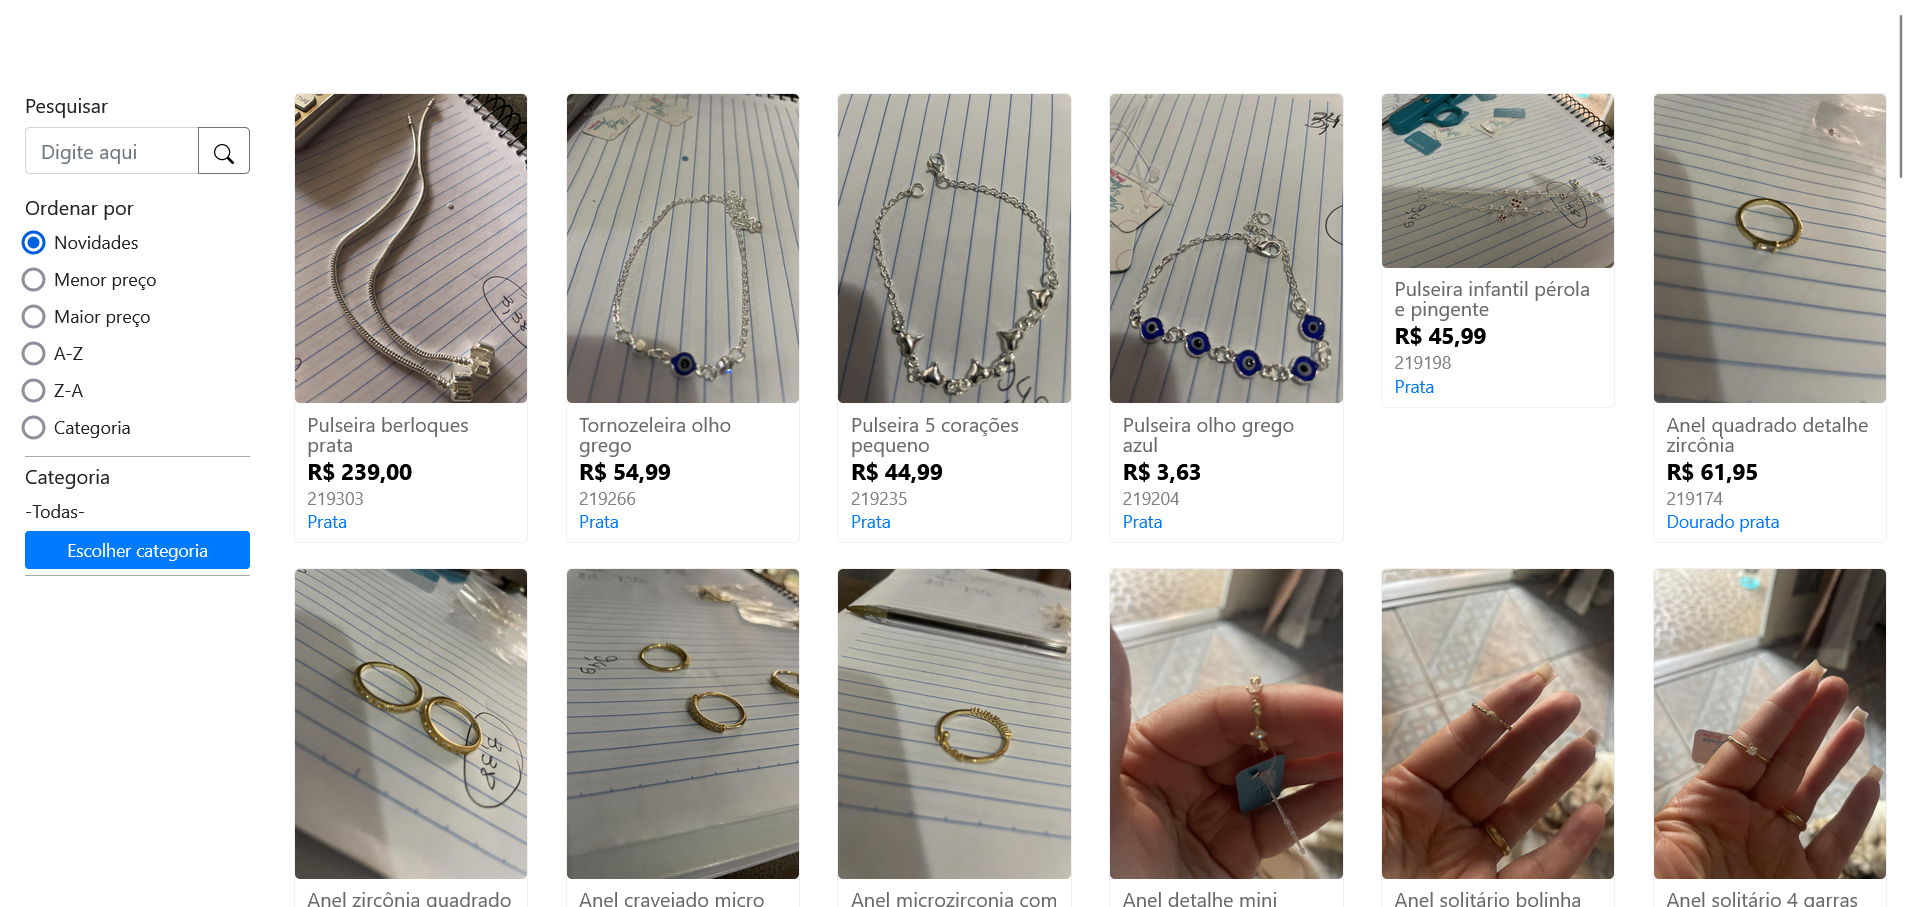 Pesquisar
Digite aqui
Ordenar por
Novidades
Menor preço
Maior preço
A-Z
Z-A
Categoria
Categoria
-Todas-
Escolher categoria
Pulseira berloques
prata
R$ 239,00
219303
Prata
Tornozeleira olho
grego
R$ 54,99
219266
Prata
Pulseira 5 corações
pequeno
R$ 44,99
219235
Prata
Pulseira olho grego
azul
R$ 3,63
219204
Prata
Pulseira infantil pérola
e pingente
R$ 45,99
219198
Prata
Anel quadrado detalhe
zircônia
R$ 61,95
219174
Dourado prata
Anel zircônia quadrado
Anel cravejado micro
Anel microzirconia com
Anel detalhe mini
Anel solitário bolinha
Anel solitário 4 garras